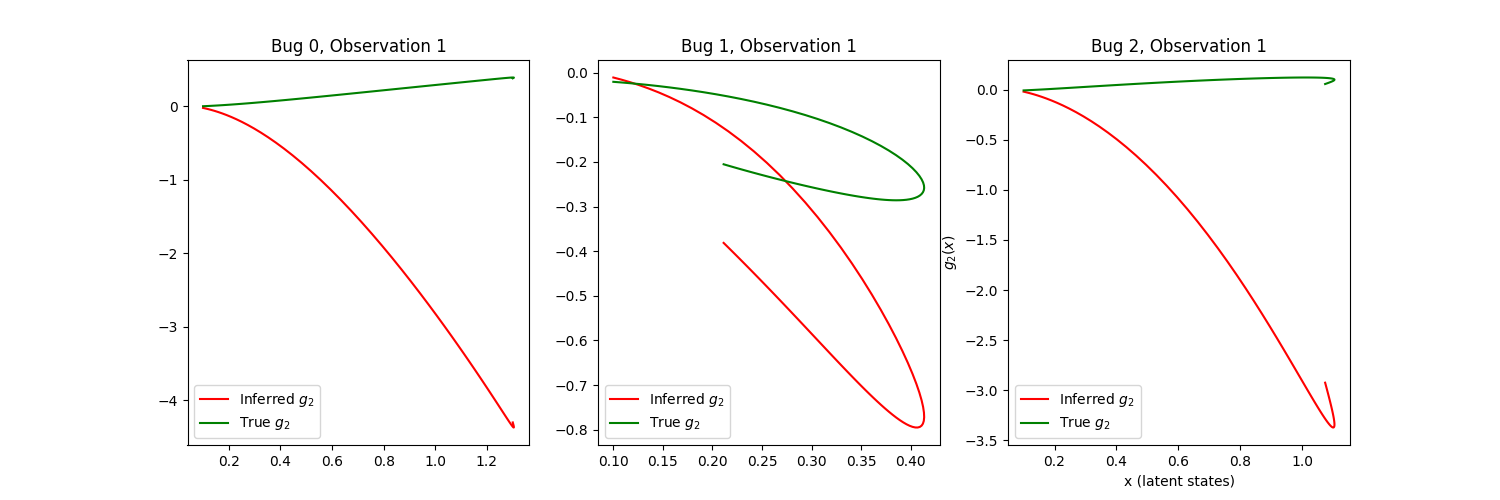 Bug 0, Observation 1
0
−1
−2
−3
−4
0.2 0.4 0.6 0.8 1.0 1.2
Inferred g₂
True g₂
Bug 1, Observation 1
0.0
−0.1
−0.2
−0.3
−0.4
−0.5
−0.6
−0.7
−0.8
0.10 0.15 0.20 0.25 0.30 0.35 0.40
Inferred g₂
True g₂
Bug 2, Observation 1
g₂(x)
0.0
−0.5
−1.0
−1.5
−2.0
−2.5
−3.0
−3.5
0.2 0.4 0.6 0.8 1.0
x (latent states)
Inferred g₂
True g₂